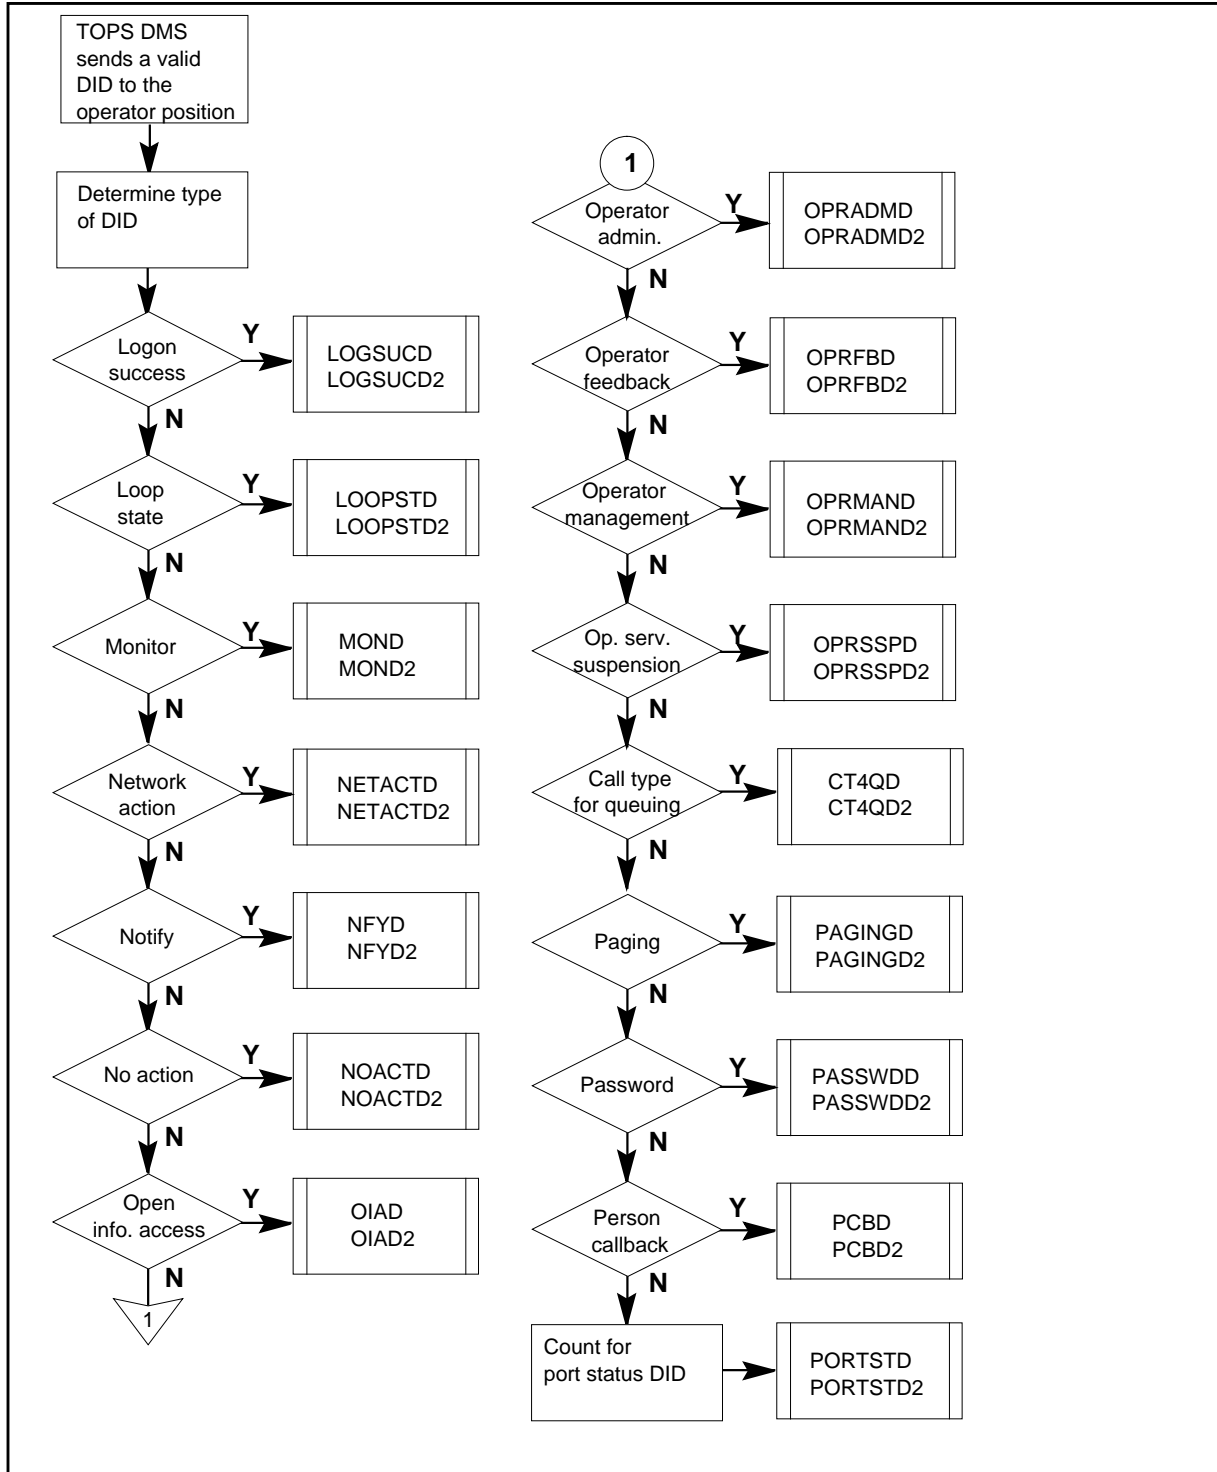 TOPS DMS
sends a valid
DID to the
operator position
Determine type
of DID
Logon
success
Y
LOGSUCD
LOGSUCD2
N
Loop
state
Y
LOOPSTD
LOOPSTD2
N
Monitor
Y
MOND
MOND2
N
Network
action
Y
NETACTD
NETACTD2
N
Notify
Y
NFYD
NFYD2
N
No action
Y
NOACTD
NOACTD2
N
Open
info. access
Y
OIAD
OIAD2
N
1
1
Operator
admin.
Y
OPRADMD
OPRADMD2
N
Operator
feedback
Y
OPRFBD
OPRFBD2
N
Operator
management
Y
OPRMAND
OPRMAND2
N
Op. serv.
suspension
Y
OPRSSPD
OPRSSPD2
N
Call type
for queuing
Y
CT4QD
CT4QD2
N
Paging
Y
PAGINGD
PAGINGD2
N
Password
Y
PASSWDD
PASSWDD2
N
Person
callback
Y
PCBD
PCBD2
N
Count for
port status DID
PORTSTD
PORTSTD2